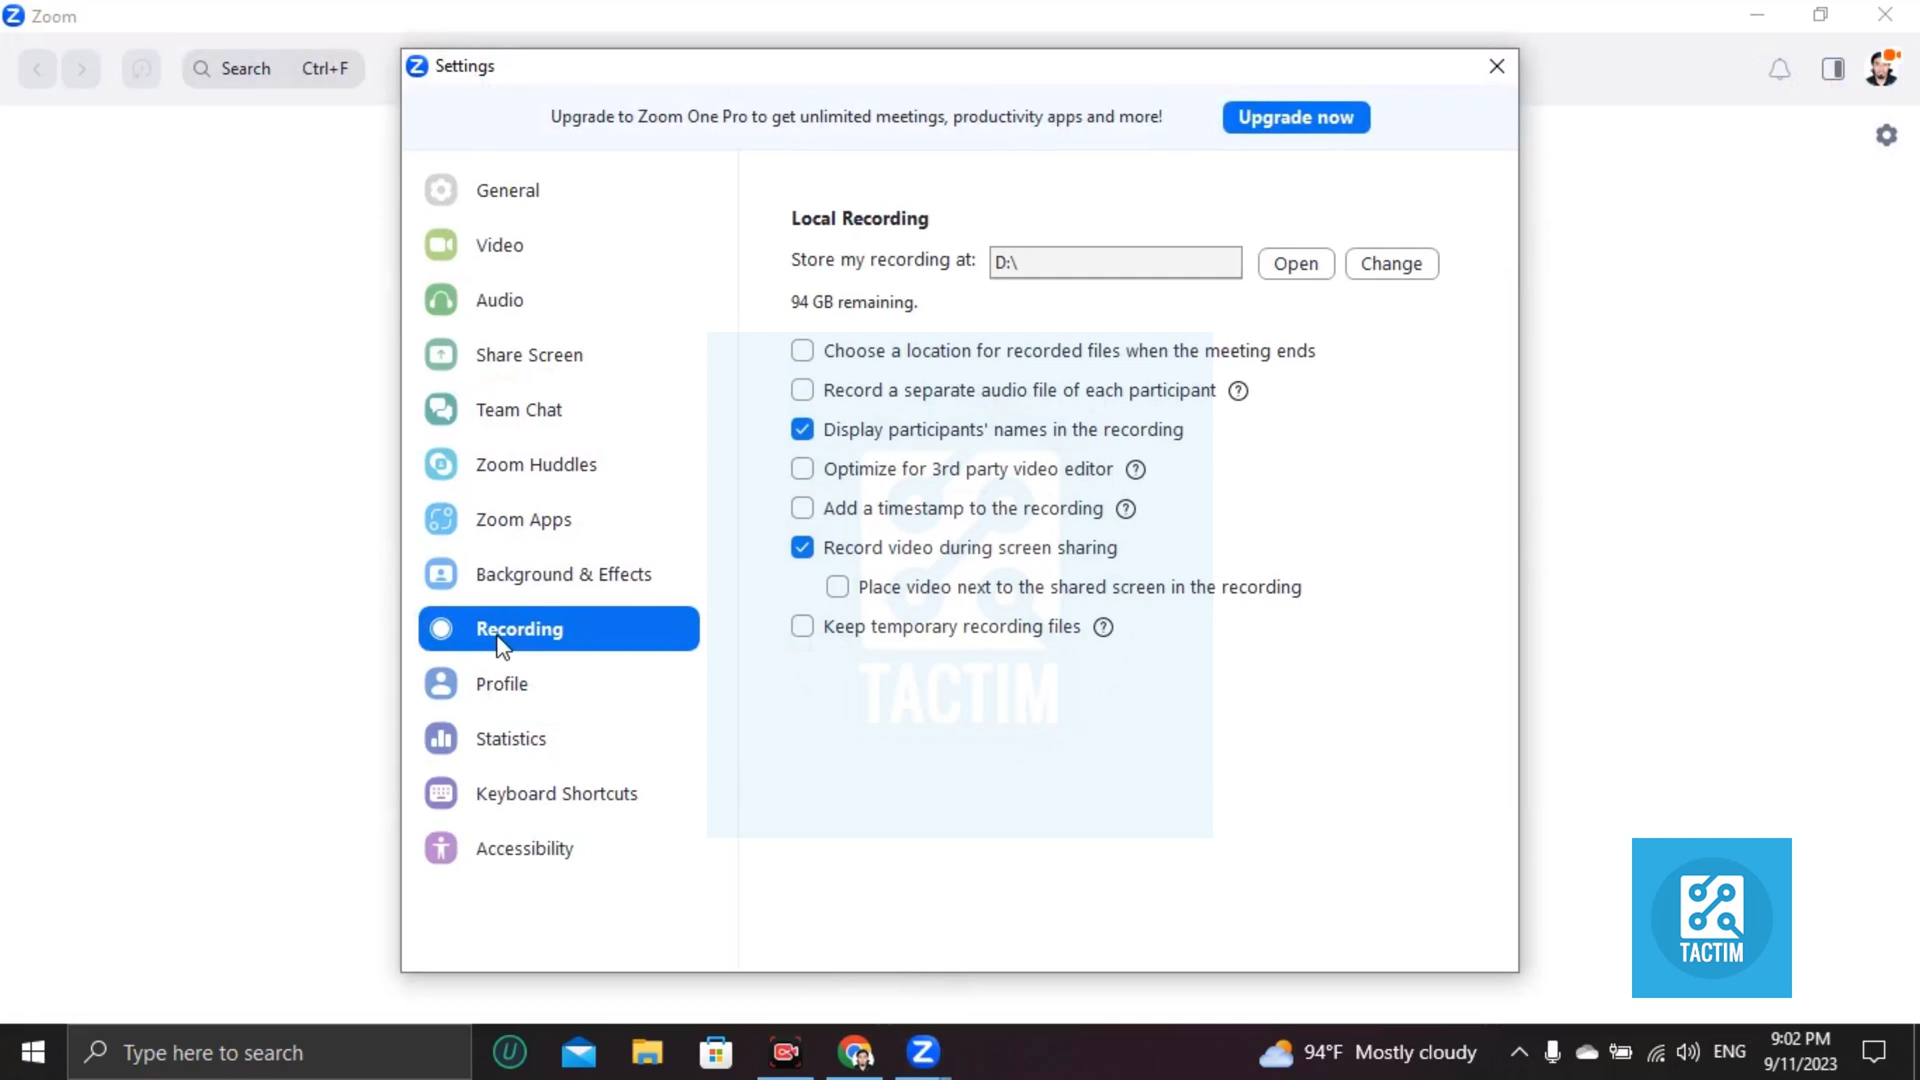 Zoom
Search Ctrl+F
Settings
Upgrade to Zoom One Pro to get unlimited meetings, productivity apps and more!
Upgrade now
General
Video
Audio
Share Screen
Team Chat
Zoom Huddles
Zoom Apps
Background & Effects
Recording
Profile
Statistics
Keyboard Shortcuts
Accessibility
Local Recording
Store my recording at: D:\ Open Change
94 GB remaining.
Choose a location for recorded files when the meeting ends
Record a separate audio file of each participant ?
Display participants' names in the recording
Optimize for 3rd party video editor ?
Add a timestamp to the recording ?
Record video during screen sharing
Place video next to the shared screen in the recording
Keep temporary recording files ?
TACTIM
TACTIM
Type here to search
94°F Mostly cloudy
ENG
9:02 PM
9/11/2023